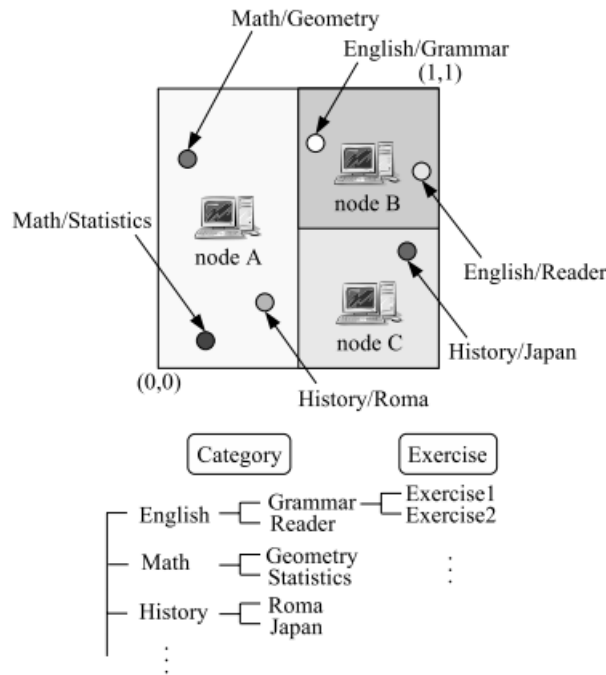 Math/Geometry
English/Grammar
(1,1)
node B
Math/Statistics
node A
English/Reader
node C
History/Japan
(0,0)
History/Roma
Category
Exercise
English
Grammar
Reader
Exercise1
Exercise2
Math
Geometry
Statistics
History
Roma
Japan